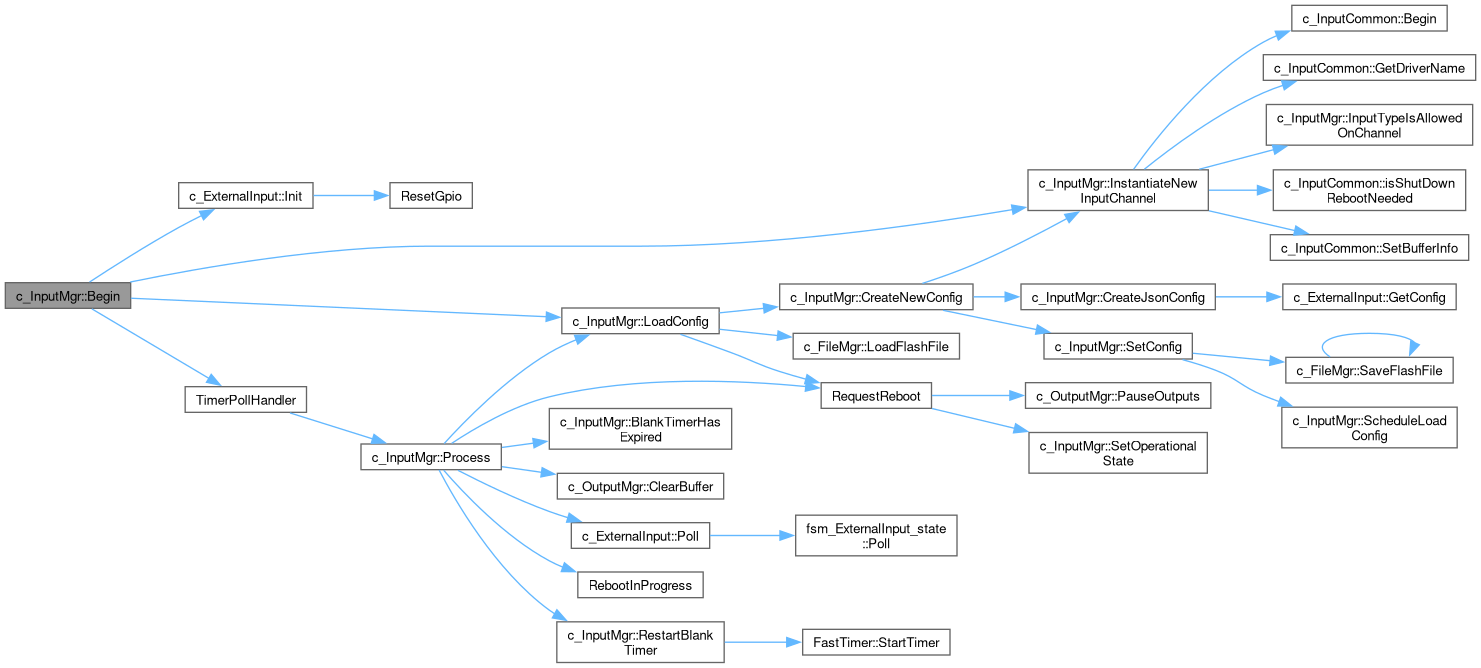 c_InputMgr::Begin
c_ExternalInput::Init
ResetGpio
TimerPollHandler
c_InputMgr::Process
c_InputMgr::LoadConfig
c_InputMgr::BlankTimerHas
Expired
c_OutputMgr::ClearBuffer
c_ExternalInput::Poll
RebootInProgress
c_InputMgr::RestartBlank
Timer
c_InputMgr::CreateNewConfig
c_FileMgr::LoadFlashFile
RequestReboot
fsm_ExternalInput_state
::Poll
FastTimer::StartTimer
c_InputMgr::InstantiateNew
InputChannel
c_InputMgr::CreateJsonConfig
c_InputMgr::SetConfig
c_OutputMgr::PauseOutputs
c_InputMgr::SetOperational
State
c_InputCommon::Begin
c_InputCommon::GetDriverName
c_InputMgr::InputTypeIsAllowed
OnChannel
c_InputCommon::isShutDown
RebootNeeded
c_InputCommon::SetBufferInfo
c_ExternalInput::GetConfig
c_FileMgr::SaveFlashFile
c_InputMgr::ScheduleLoad
Config